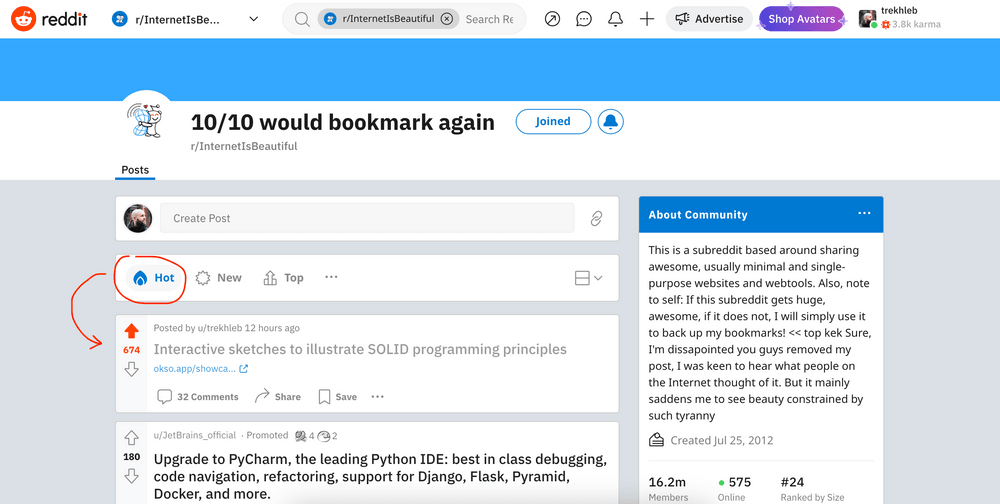 reddit
r/InternetIsBe...
r/InternetIsBeautiful
Search Re
Advertise
Shop Avatars
trekhleb
3.8k karma
10/10 would bookmark again
Joined
r/InternetIsBeautiful
Posts
Create Post
Hot
New
Top
Posted by u/trekhleb 12 hours ago
674
Interactive sketches to illustrate SOLID programming principles
okso.app/showca...
32 Comments
Share
Save
u/JetBrains_official · Promoted
4
2
180
Upgrade to PyCharm, the leading Python IDE: best in class debugging,
code navigation, refactoring, support for Django, Flask, Pyramid,
Docker, and more.
About Community
This is a subreddit based around sharing
awesome, usually minimal and single-
purpose websites and webtools. Also, note
to self: If this subreddit gets huge,
awesome, if it does not, I will simply use it
to back up my bookmarks! << top kek Sure,
I'm dissapointed you guys removed my
post, I was keen to hear what people on
the Internet thought of it. But it mainly
saddens me to see beauty constrained by
such tyranny
Created Jul 25, 2012
16.2m
575
#24
Members
Online
Ranked by Size